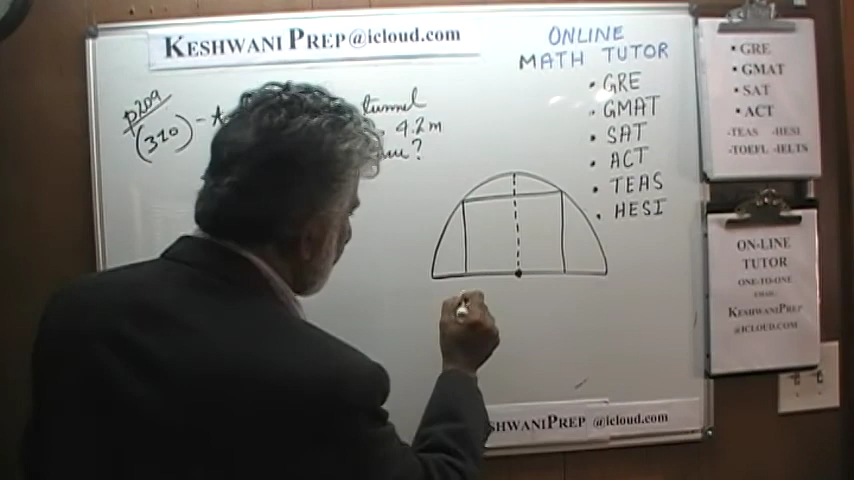 KESHWANI PREP@icloud.com
ONLINE
MATH TUTOR
• GRE
• GMAT
• SAT
• ACT
• TEAS
• HESI
p209
(320) - A
tunnel
4.2m
?
• GRE
• GMAT
• SAT
• ACT
-TEAS -HESI
-TOEFL -IELTS
ON-LINE
TUTOR
ONE-TO-ONE
EMAIL:
KESHWANIPREP
@ICLOUD.COM
SHWANIPREP @icloud.com